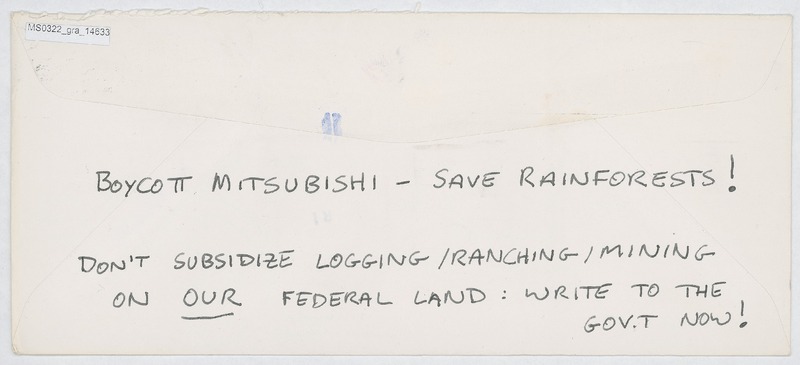 MS0322_gra_14633
BOYCOTT MITSUBISHI – SAVE RAINFORESTS!
DON'T SUBSIDIZE LOGGING/RANCHING/MINING
ON OUR FEDERAL LAND: WRITE TO THE
GOV.T NOW!